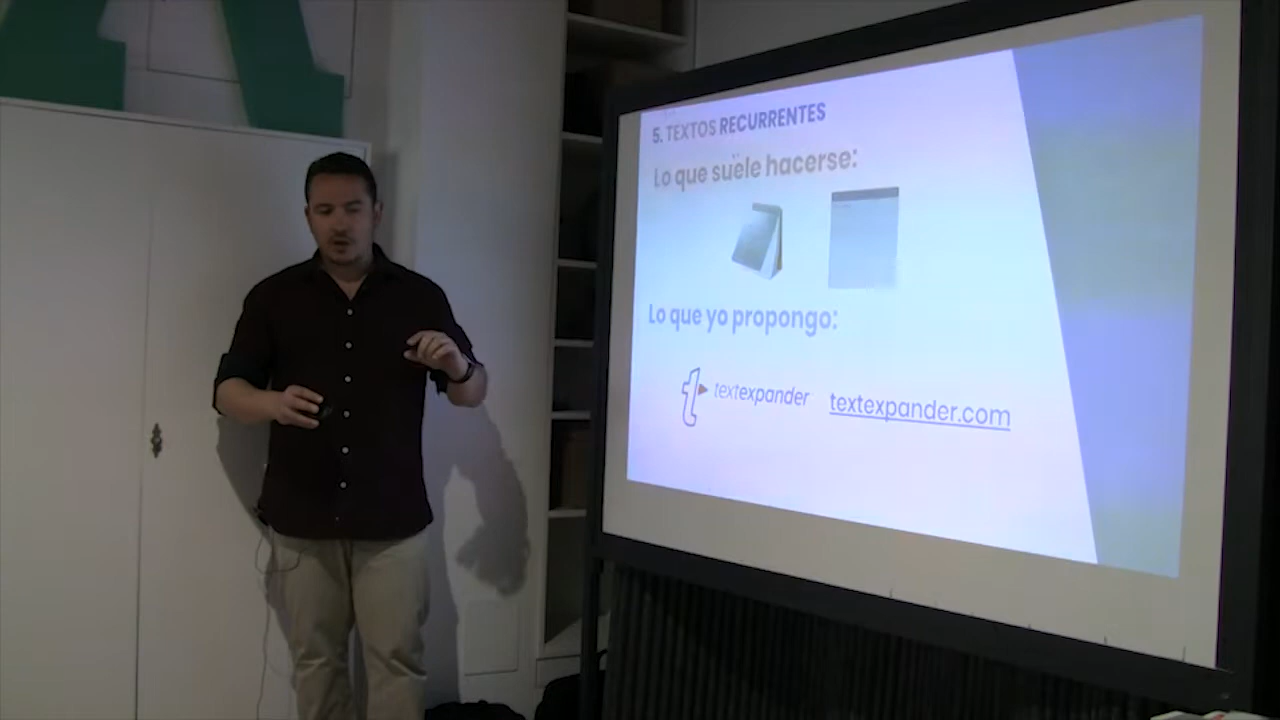 5. TEXTOS RECURRENTES
Lo que suele hacerse:
Lo que yo propongo:
textexpander textexpander.com